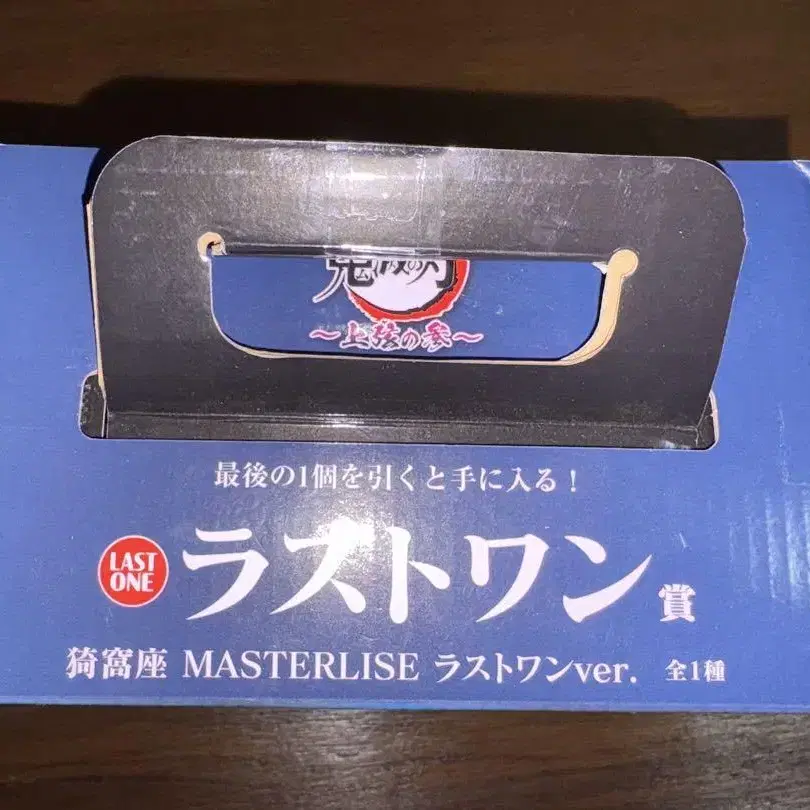 鬼滅の刃
〜上弦の参〜
最後の1個を引くと手に入る！
LAST
ONE
ラストワン賞
猗窩座 MASTERLISE ラストワンver. 全1種